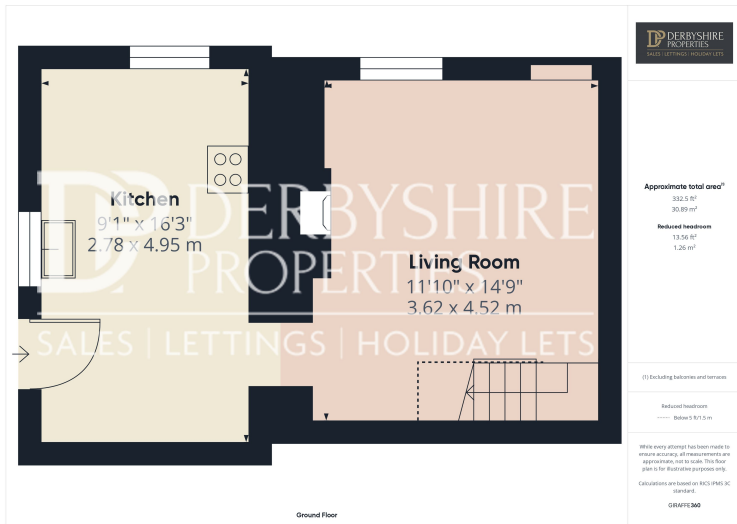 Kitchen
9'1" x 16'3"
2.78 x 4.95 m
Living Room
11'10" x 14'9"
3.62 x 4.52 m
DERBYSHIRE
PROPERTIES
SALES | LETTINGS | HOLIDAY LETS
Ground Floor
DERBYSHIRE
PROPERTIES
SALES | LETTINGS | HOLIDAY LETS
Approximate total area(1)
332.5 ft²
30.89 m²
Reduced headroom
13.56 ft²
1.26 m²
(1) Excluding balconies and terraces
Reduced headroom
Below 5 ft/1.5 m
While every attempt has been made to
ensure accuracy, all measurements are
approximate, not to scale. This floor
plan is for illustrative purposes only.
Calculations are based on RICS IPMS 3C
standard.
GIRAFFE360